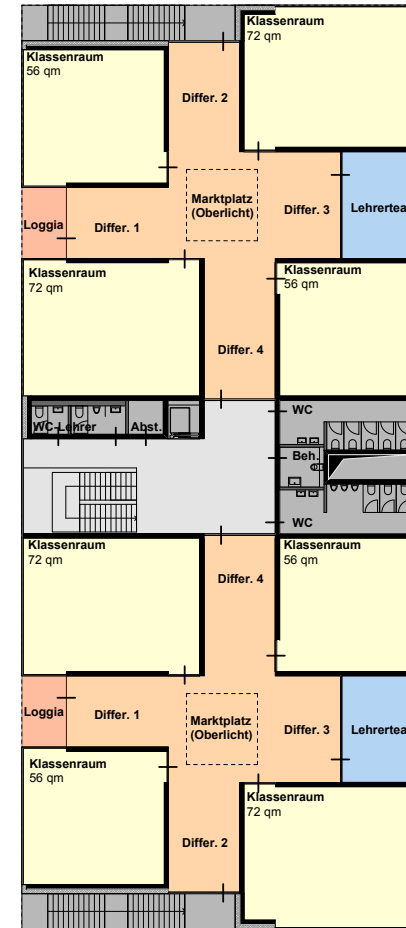 Klassenraum
72 qm
Klassenraum
56 qm
Differ. 2
Marktplatz
(Oberlicht)
Differ. 3
Lehrertea
Loggia
Differ. 1
Klassenraum
72 qm
Klassenraum
56 qm
Differ. 4
WC
WC Lehrer
Abst.
Beh.
WC
Klassenraum
72 qm
Klassenraum
56 qm
Differ. 4
Loggia
Differ. 1
Marktplatz
(Oberlicht)
Differ. 3
Lehrertea
Klassenraum
56 qm
Klassenraum
72 qm
Differ. 2